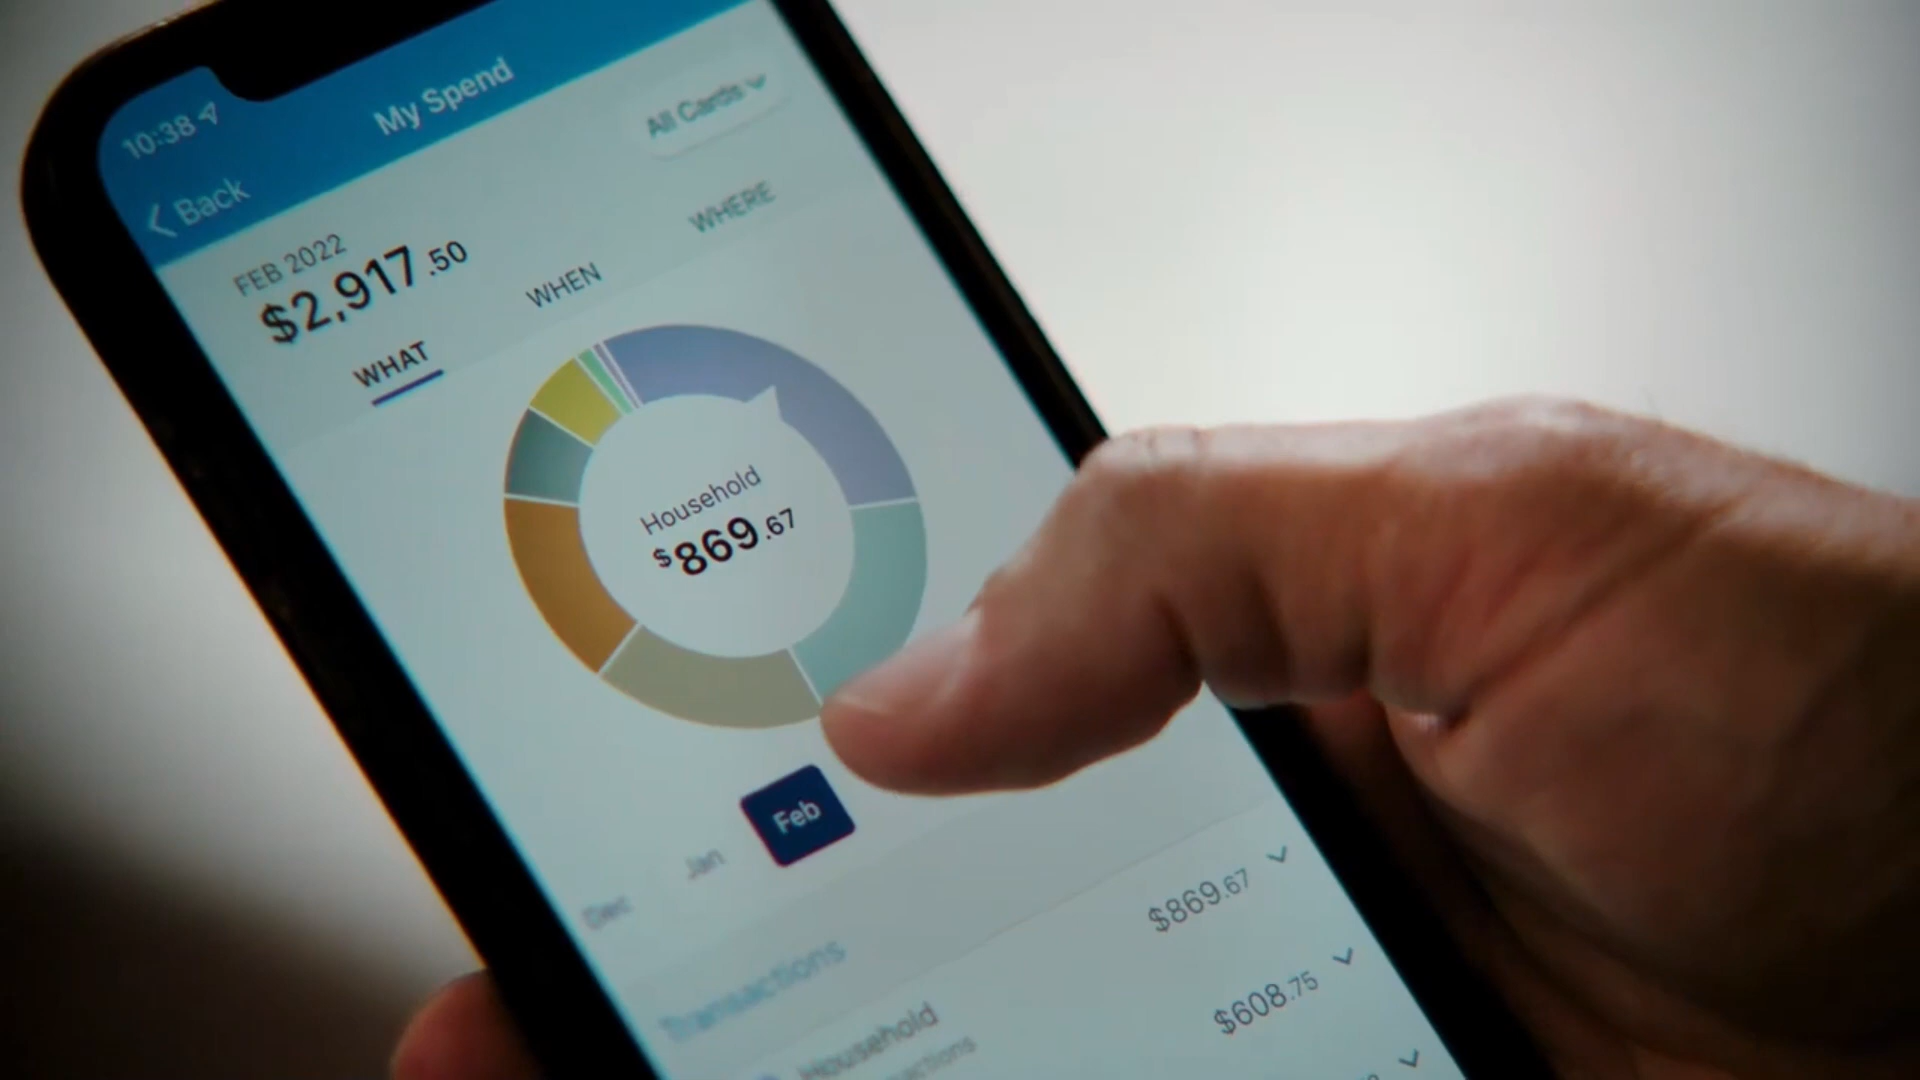 10:38
My Spend
Back
All Cards
FEB 2022
$2,917.50
WHAT
WHEN
WHERE
Household
$869.67
Dec
Jan
Feb
Transactions
Household
$869.67
$608.75